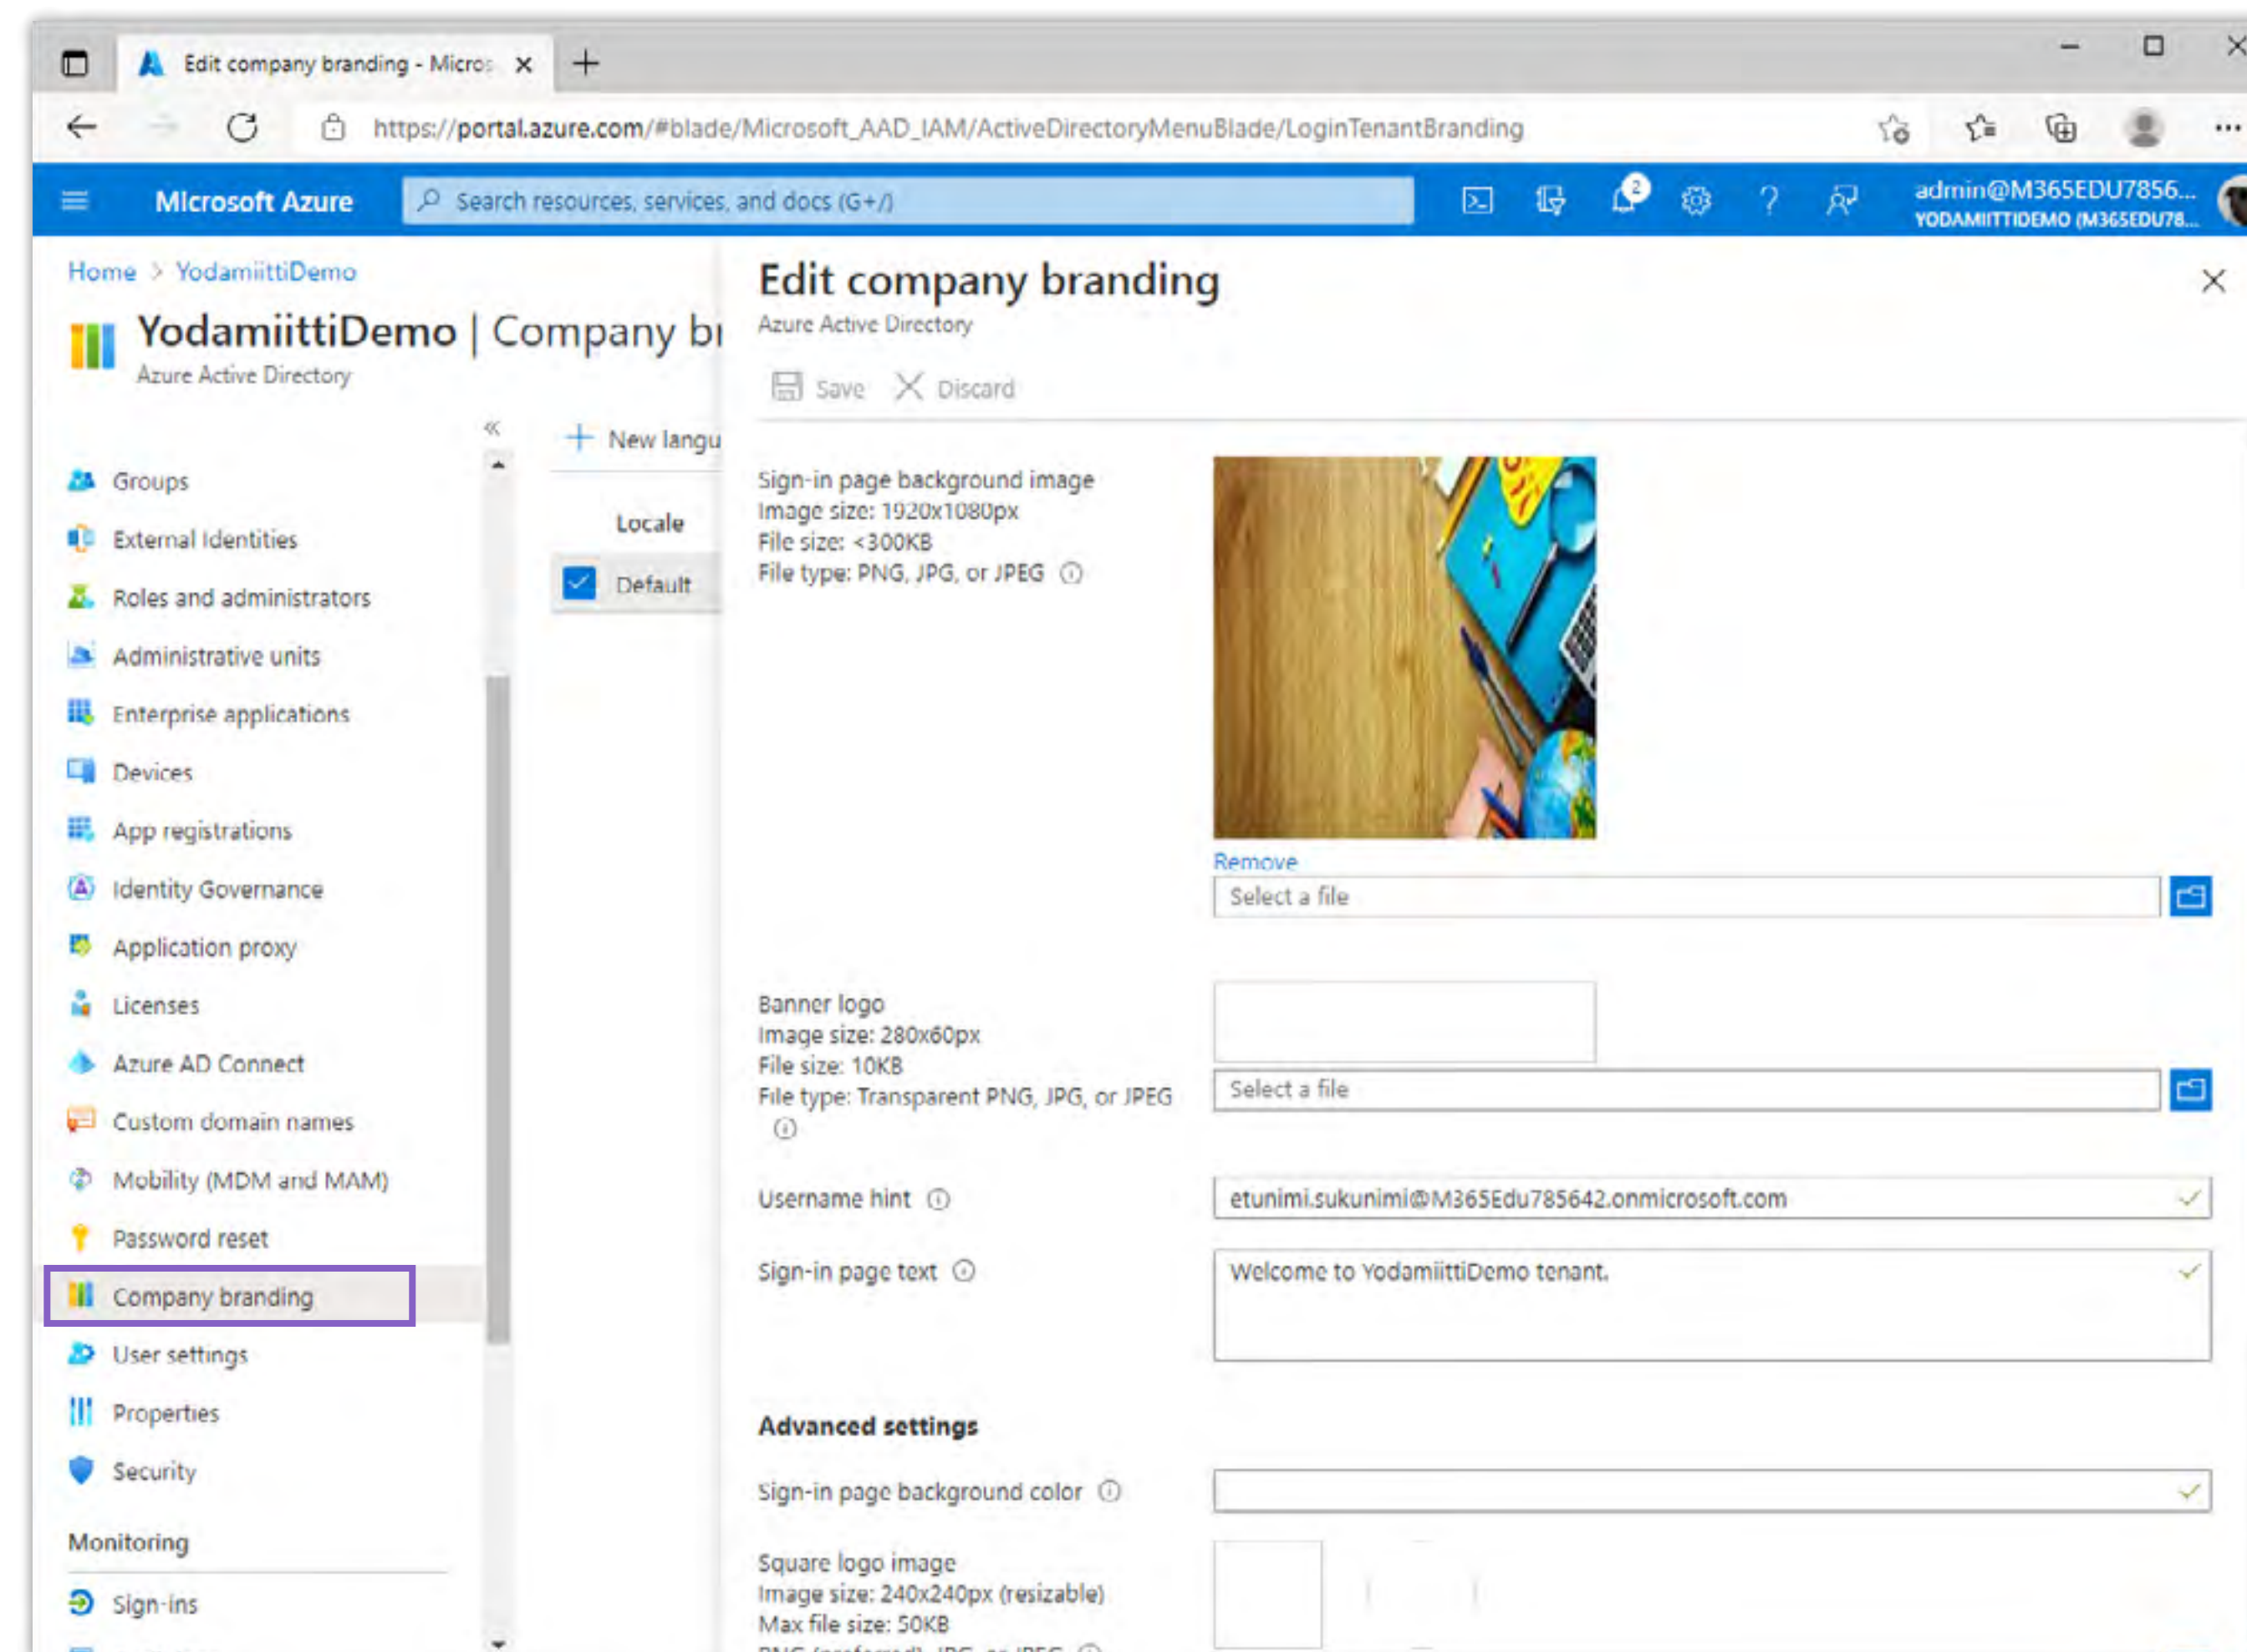 Edit company branding - Micros
https://portal.azure.com/#blade/Microsoft_AAD_IAM/ActiveDirectoryMenuBlade/LoginTenantBranding
Microsoft Azure
Search resources, services, and docs (G+/)
2
admin@M365EDU7856...
YODAMIITTIDEMO (M365EDU78...
Home > YodamiittiDemo
YodamiittiDemo | Company br
Azure Active Directory
Groups
External Identities
Roles and administrators
Administrative units
Enterprise applications
Devices
App registrations
Identity Governance
Application proxy
Licenses
Azure AD Connect
Custom domain names
Mobility (MDM and MAM)
Password reset
Company branding
User settings
Properties
Security
Monitoring
Sign-ins
New langu
Locale
Default
Edit company branding
Azure Active Directory
Save Discard
Sign-in page background image
Image size: 1920x1080px
File size: <300KB
File type: PNG, JPG, or JPEG
Remove
Select a file
Banner logo
Image size: 280x60px
File size: 10KB
File type: Transparent PNG, JPG, or JPEG
Select a file
Username hint
etunimi.sukunimi@M365Edu785642.onmicrosoft.com
Sign-in page text
Welcome to YodamiittiDemo tenant.
Advanced settings
Sign-in page background color
Square logo image
Image size: 240x240px (resizable)
Max file size: 50KB
PNG (preferred), JPG, or JPEG